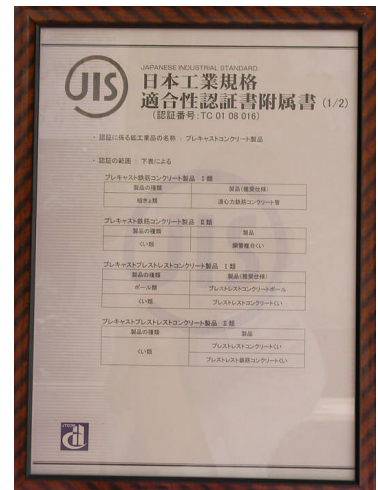 JIS
JAPANESE INDUSTRIAL STANDARD
日本工業規格
適合性認証書附属書 (1/2)
(認証番号:TC 01 08 016)
・認証に係る鉱工業品の名称 : プレキャストコンクリート製品
・認証の範囲 : 下表による
プレキャスト鉄筋コンクリート製品 Ⅰ類
製品の種類 製品(種類仕様)
暗きょ類 遠心力鉄筋コンクリート管
プレキャスト鉄筋コンクリート製品 Ⅱ類
製品の種類 製品
くい類 鋼管複合くい
プレキャストプレストレストコンクリート製品 Ⅰ類
製品の種類
ポール類 プレストレストコンクリートポール
くい類 プレストレストコンクリートくい
プレキャストプレストレストコンクリート製品 Ⅱ類
製品の種類 製品
くい類 プレストレストコンクリートくい
プレストレスト鉄筋コンクリートくい